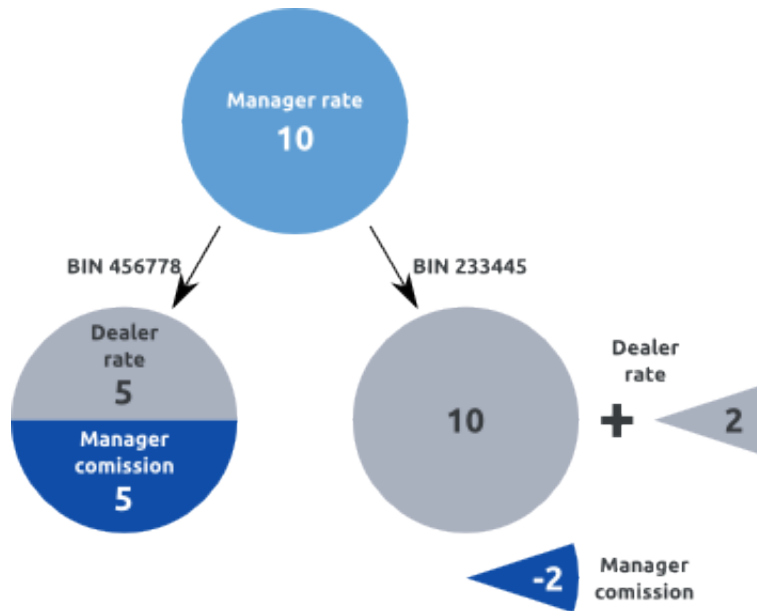 Manager rate
10
BIN 456778
BIN 233445
Dealer
rate
5
Manager
comission
5
10
+
Dealer
rate
2
-2
Manager
comission